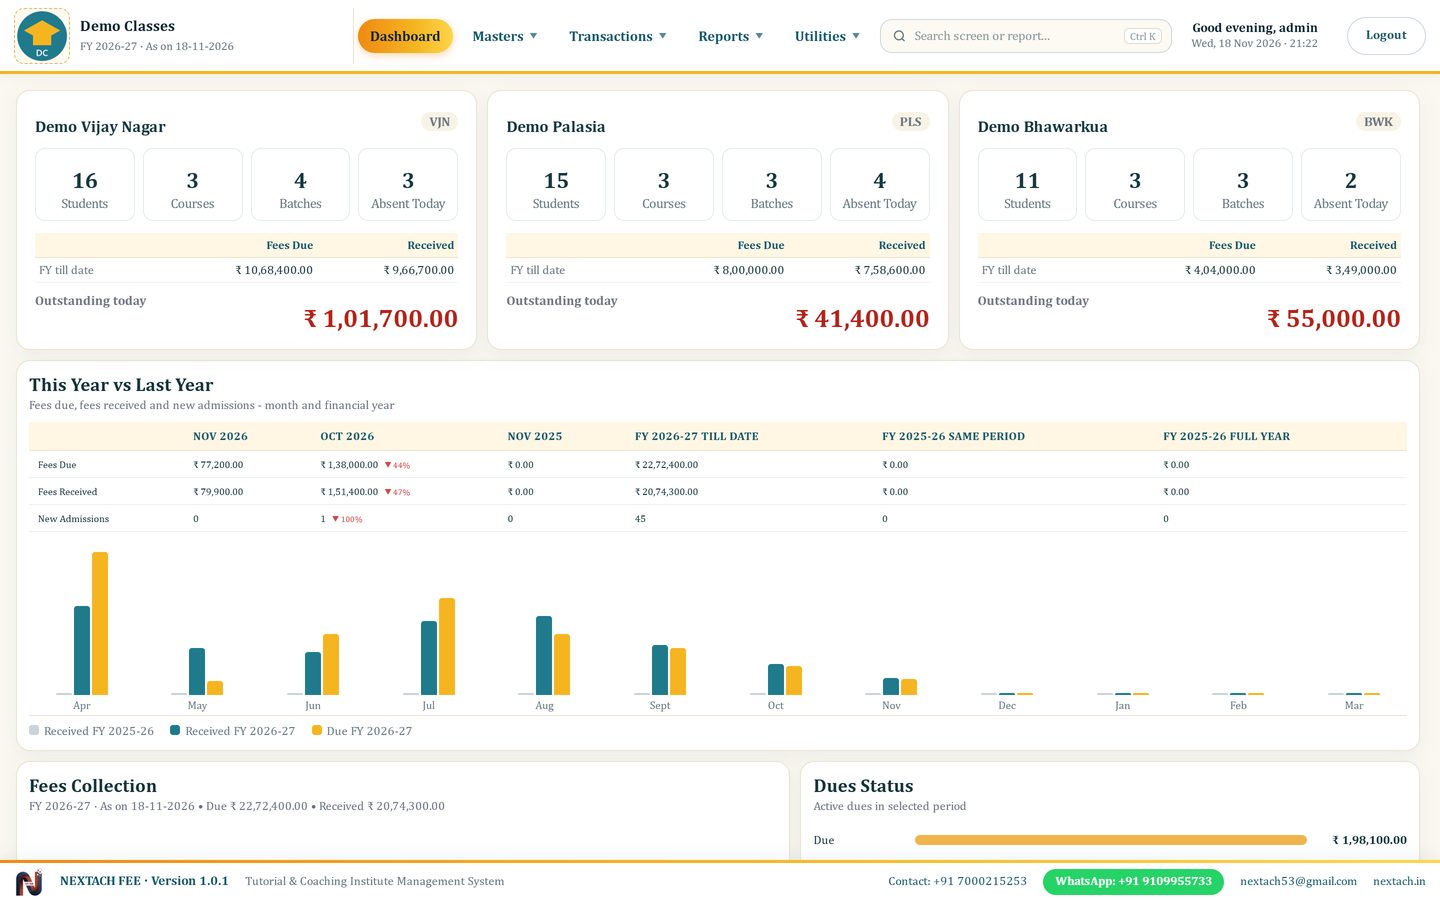 DC
Demo Classes
FY 2026-27 · As on 18-11-2026
Dashboard
Masters ▼
Transactions ▼
Reports ▼
Utilities ▼
Search screen or report...
Ctrl K
Good evening, admin
Wed, 18 Nov 2026 · 21:22
Logout
Demo Vijay Nagar
VJN
16 3 4 3
Students Courses Batches Absent Today
Fees Due Received
FY till date ₹ 10,68,400.00 ₹ 9,66,700.00
Outstanding today
₹ 1,01,700.00
Demo Palasia
PLS
15 3 3 4
Students Courses Batches Absent Today
Fees Due Received
FY till date ₹ 8,00,000.00 ₹ 7,58,600.00
Outstanding today
₹ 41,400.00
Demo Bhawarkua
BWK
11 3 3 2
Students Courses Batches Absent Today
Fees Due Received
FY till date ₹ 4,04,000.00 ₹ 3,49,000.00
Outstanding today
₹ 55,000.00
This Year vs Last Year
Fees due, fees received and new admissions - month and financial year
NOV 2026 OCT 2026 NOV 2025 FY 2026-27 TILL DATE FY 2025-26 SAME PERIOD FY 2025-26 FULL YEAR
Fees Due ₹ 77,200.00 ₹ 1,38,000.00 ▼44% ₹ 0.00 ₹ 22,72,400.00 ₹ 0.00 ₹ 0.00
Fees Received ₹ 79,900.00 ₹ 1,51,400.00 ▼47% ₹ 0.00 ₹ 20,74,300.00 ₹ 0.00 ₹ 0.00
New Admissions 0 1 ▼100% 0 45 0 0
Apr May Jun Jul Aug Sept Oct Nov Dec Jan Feb Mar
Received FY 2025-26 Received FY 2026-27 Due FY 2026-27
Fees Collection
FY 2026-27 · As on 18-11-2026 • Due ₹ 22,72,400.00 • Received ₹ 20,74,300.00
Dues Status
Active dues in selected period
Due ₹ 1,98,100.00
N
NEXTACH FEE · Version 1.0.1
Tutorial & Coaching Institute Management System
Contact: +91 7000215253
WhatsApp: +91 9109955733
nextach53@gmail.com
nextach.in